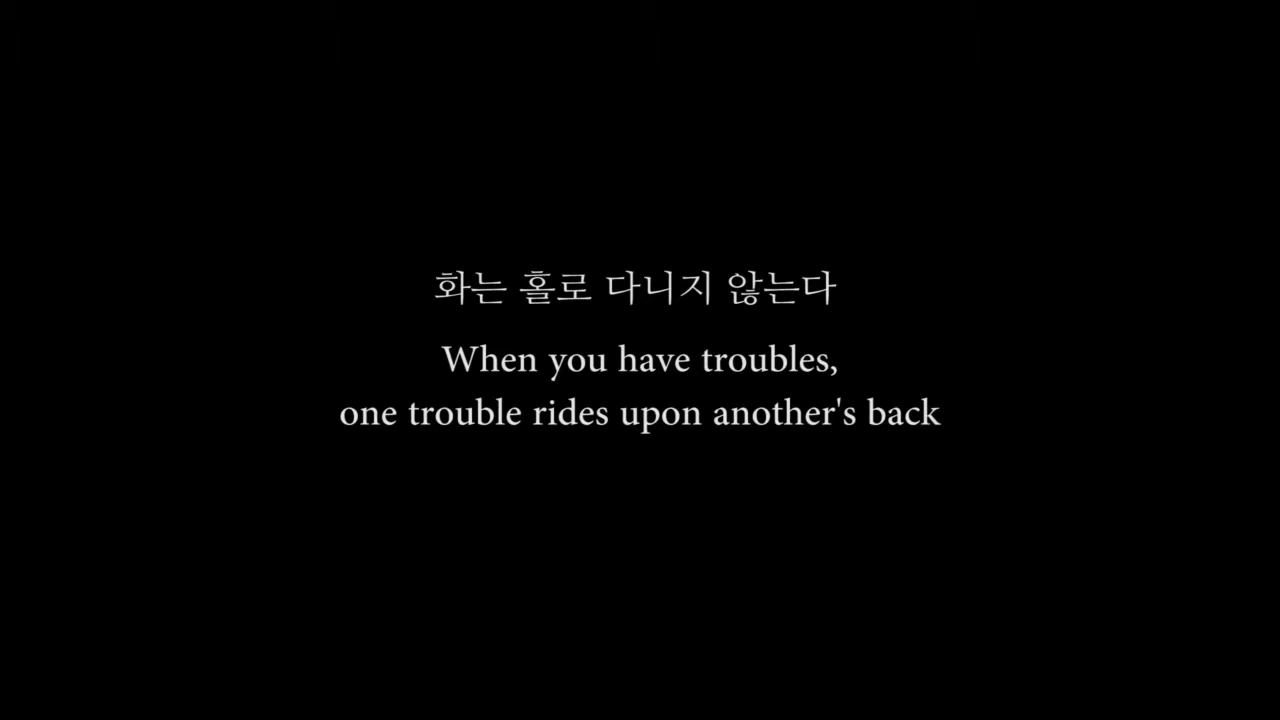 화는 홀로 다니지 않는다
When you have troubles,
one trouble rides upon another's back